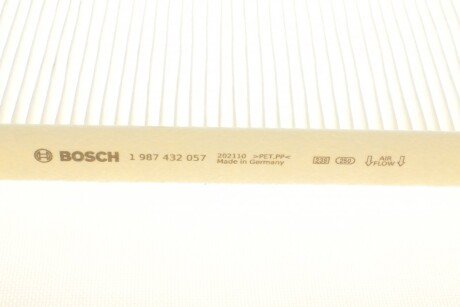 BOSCH 1 987 432 057 202110 >PET,PP<
Made in Germany
AIR
FLOW